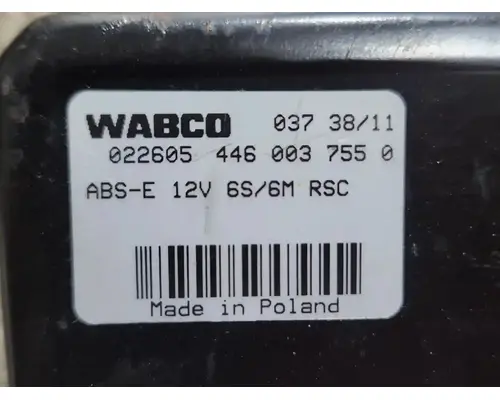 WABCO 037 38/11
022605 446 003 755 0
ABS-E 12V 6S/6M RSC
Made in Poland